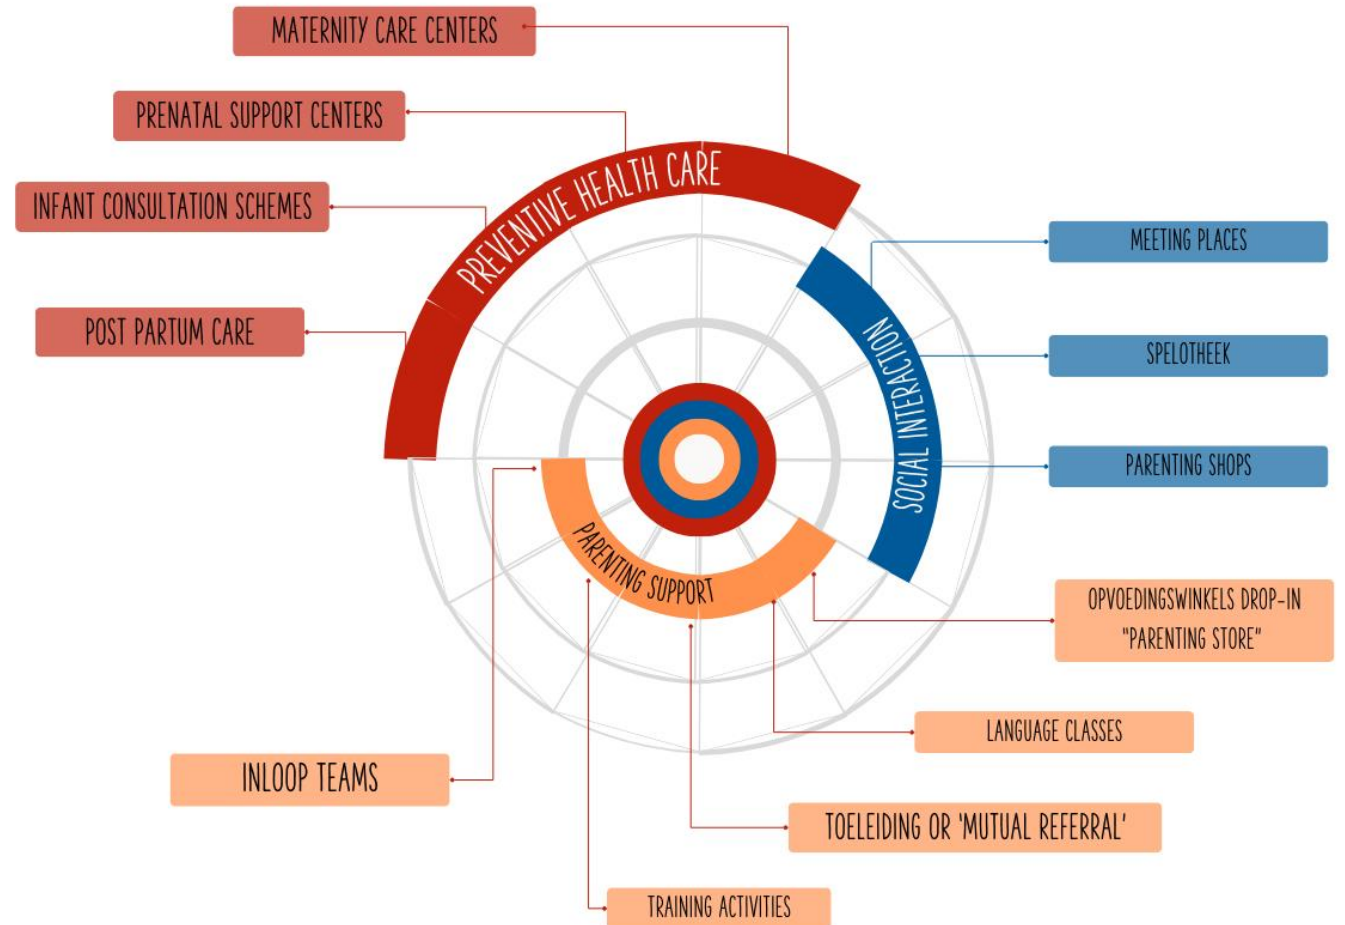 MATERNITY CARE CENTERS
PRENATAL SUPPORT CENTERS
INFANT CONSULTATION SCHEMES
POST PARTUM CARE
PREVENTIVE HEALTH CARE
MEETING PLACES
SPELOTHEEK
PARENTING SHOPS
SOCIAL INTERACTION
PARENTING SUPPORT
OPVOEDINGSWINKELS DROP-IN
"PARENTING STORE"
LANGUAGE CLASSES
TOELEIDING OR 'MUTUAL REFERRAL'
INLOOP TEAMS
TRAINING ACTIVITIES